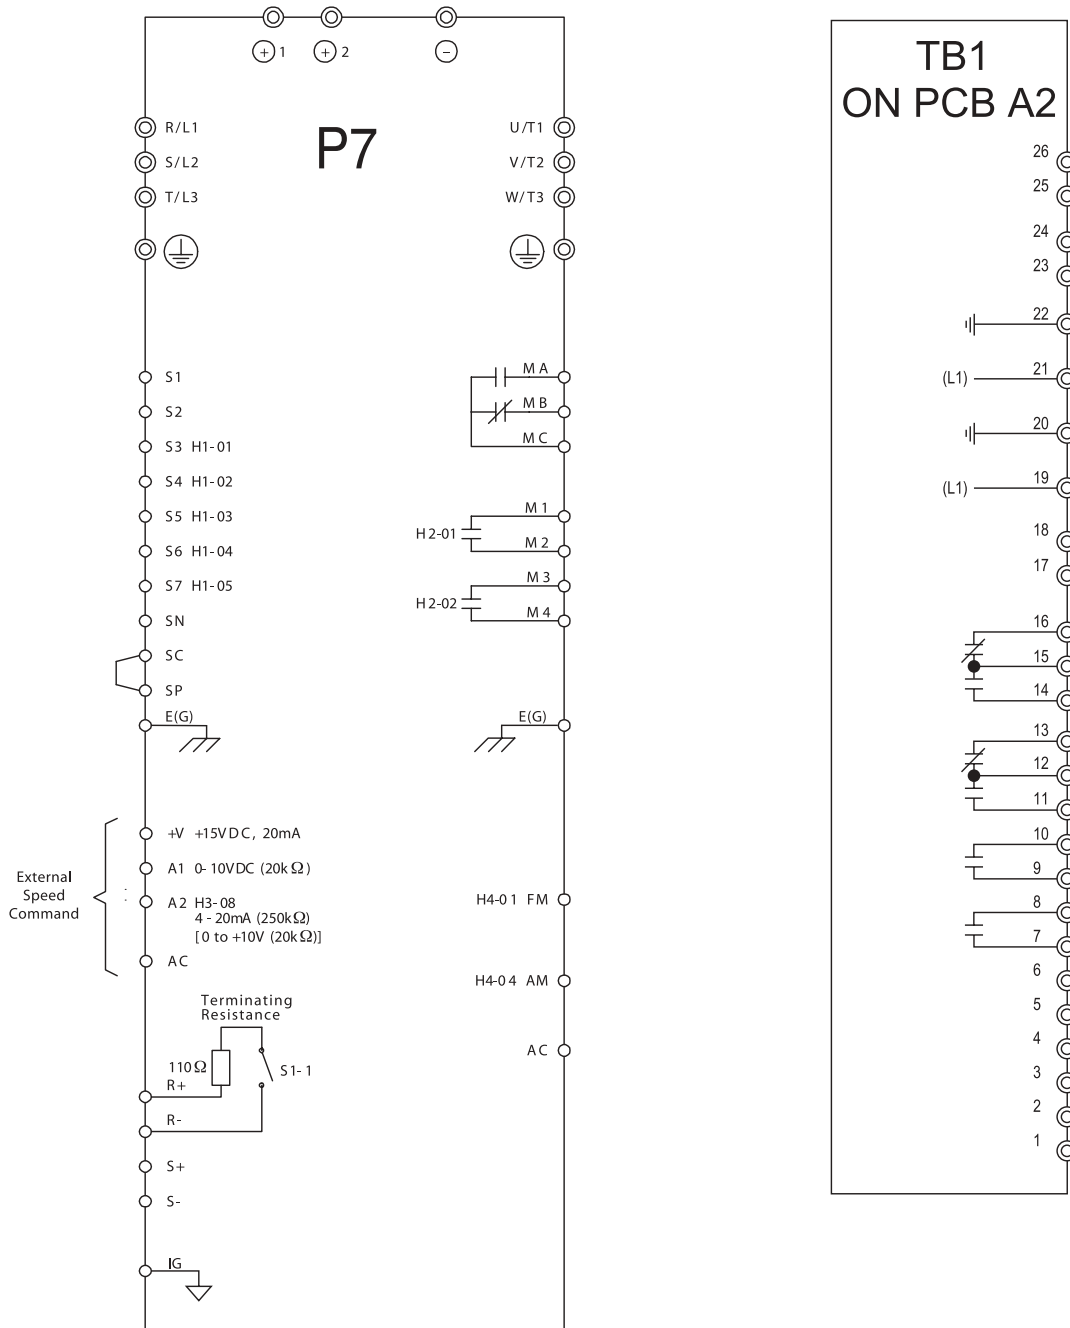 + 1
+ 2
−
P7
R/L1
S/L2
T/L3
U/T1
V/T2
W/T3
S1
S2
S3 H1-01
S4 H1-02
S5 H1-03
S6 H1-04
S7 H1-05
SN
SC
SP
E(G)
MA
MB
MC
H2-01
M1
M2
H2-02
M3
M4
E(G)
External
Speed
Command
+V +15VDC, 20mA
A1 0-10VDC (20kΩ)
A2 H3-08
4-20mA (250kΩ)
[0 to +10V (20kΩ)]
AC
H4-01 FM
H4-04 AM
AC
Terminating
Resistance
110Ω
S1-1
R+
R-
S+
S-
IG
TB1
ON PCB A2
26
25
24
23
22
(L1) 21
20
(L1) 19
18
17
16
15
14
13
12
11
10
9
8
7
6
5
4
3
2
1